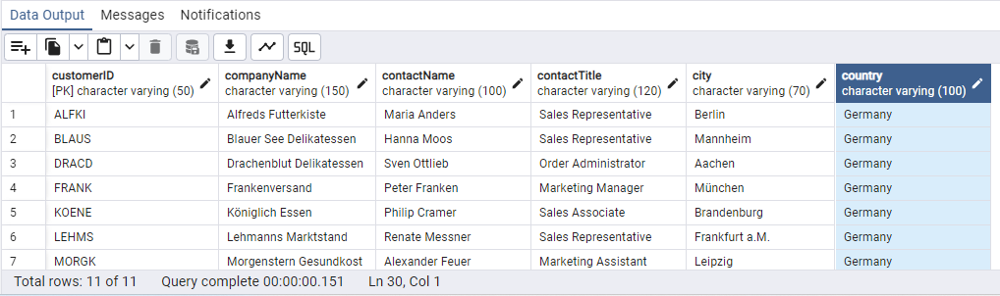 Data Output Messages Notifications
SQL
customerID companyName contactName contactTitle city country
[PK] character varying (50) character varying (150) character varying (100) character varying (120) character varying (70) character varying (100)
1 ALFKI Alfreds Futterkiste Maria Anders Sales Representative Berlin Germany
2 BLAUS Blauer See Delikatessen Hanna Moos Sales Representative Mannheim Germany
3 DRACD Drachenblut Delikatessen Sven Ottlieb Order Administrator Aachen Germany
4 FRANK Frankenversand Peter Franken Marketing Manager München Germany
5 KOENE Königlich Essen Philip Cramer Sales Associate Brandenburg Germany
6 LEHMS Lehmanns Marktstand Renate Messner Sales Representative Frankfurt a.M. Germany
7 MORGK Morgenstern Gesundkost Alexander Feuer Marketing Assistant Leipzig Germany
Total rows: 11 of 11 Query complete 00:00:00.151 Ln 30, Col 1